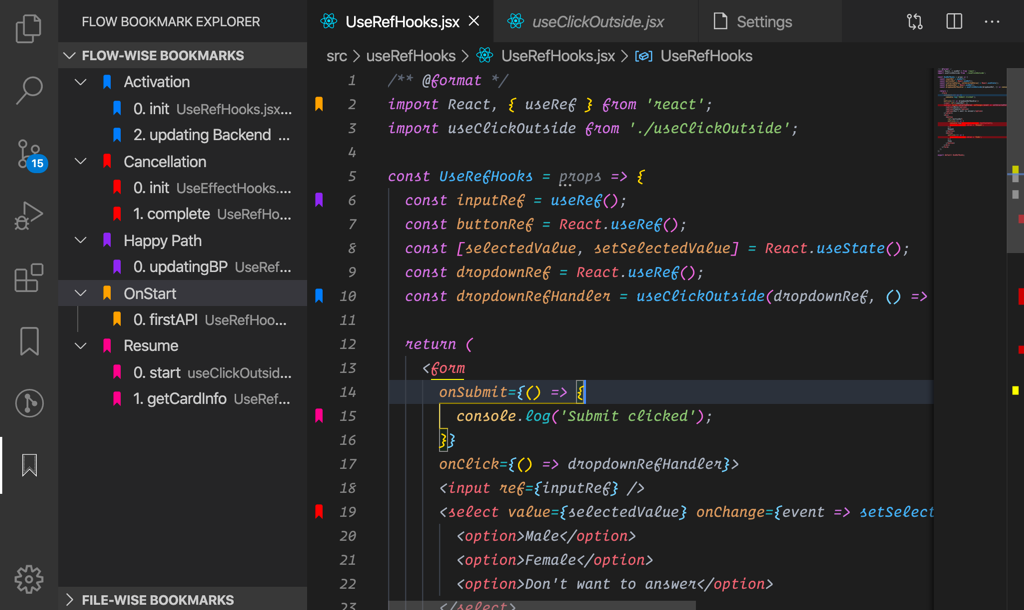 FLOW BOOKMARK EXPLORER
FLOW-WISE BOOKMARKS
Activation
0. init UseRefHooks.jsx...
2. updating Backend ...
Cancellation
0. init UseEffectHooks....
1. complete UseRefHo...
Happy Path
0. updatingBP UseRef...
OnStart
0. firstAPI UseRefHoo...
Resume
0. start useClickOutsid...
1. getCardInfo UseRef...
FILE-WISE BOOKMARKS
15
UseRefHooks.jsx
useClickOutside.jsx
Settings
src > useRefHooks > UseRefHooks.jsx > UseRefHooks
1 /** @format */
2 import React, { useRef } from 'react';
3 import useClickOutside from './useClickOutside';
4
5 const UseRefHooks = props => {
6 const inputRef = useRef();
7 const buttonRef = React.useRef();
8 const [selectedValue, setSelectedValue] = React.useState();
9 const dropdownRef = React.useRef();
10 const dropdownRefHandler = useClickOutside(dropdownRef, () =>
11
12 return (
13 <form
14 onSubmit={() => {
15 console.log('Submit clicked');
16 }}
17 onClick={() => dropdownRefHandler}>
18 <input ref={inputRef} />
19 <select value={selectedValue} onChange={event => setSelect
20 <option>Male</option>
21 <option>Female</option>
22 <option>Don't want to answer</option>
23 </select>